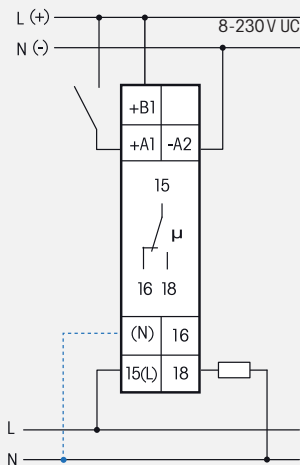 L (+)
8-230 V UC
N (-)
+B1
+A1 -A2
15
µ
16 18
(N) 16
15(L) 18
L
N